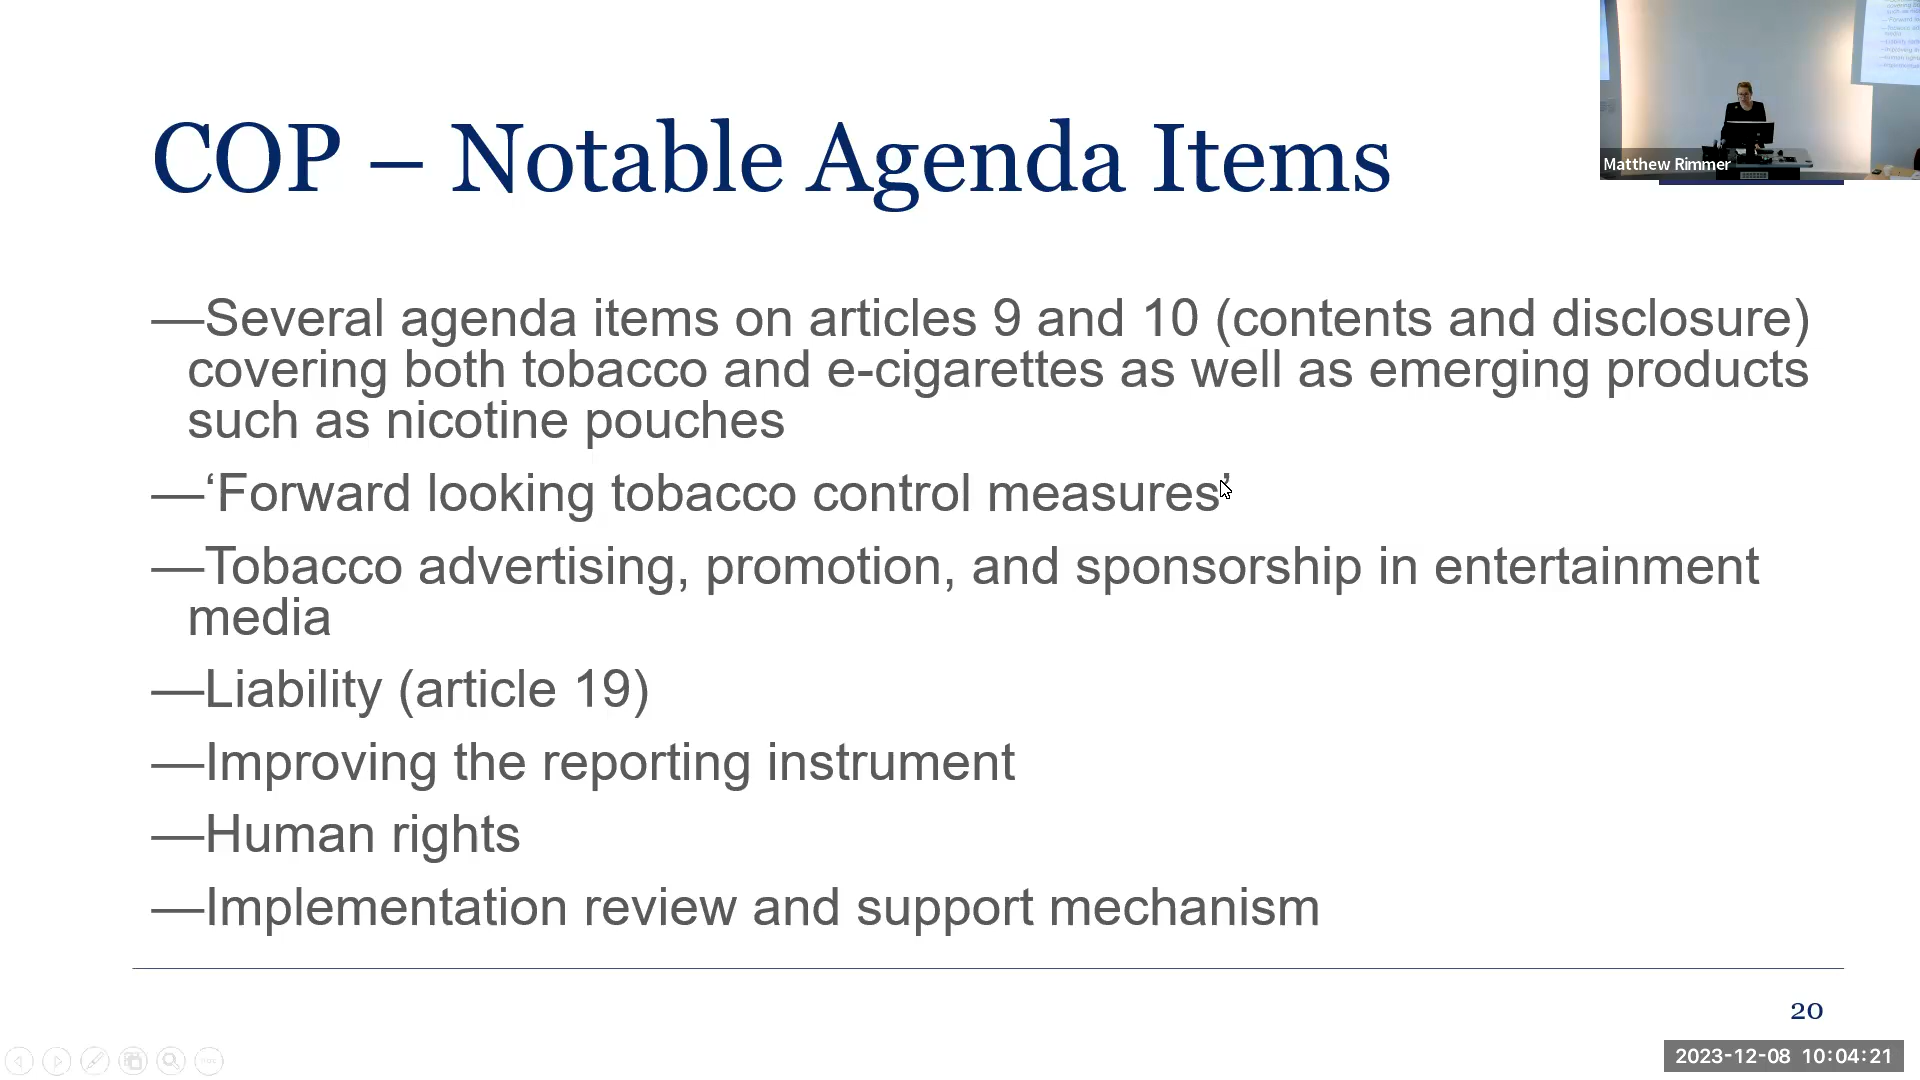 COP – Notable Agenda Items
Matthew Rimmer
—Several agenda items on articles 9 and 10 (contents and disclosure)
covering both tobacco and e-cigarettes as well as emerging products
such as nicotine pouches
—‘Forward looking tobacco control measures’
—Tobacco advertising, promotion, and sponsorship in entertainment
media
—Liability (article 19)
—Improving the reporting instrument
—Human rights
—Implementation review and support mechanism
20
2023-12-08 10:04:21